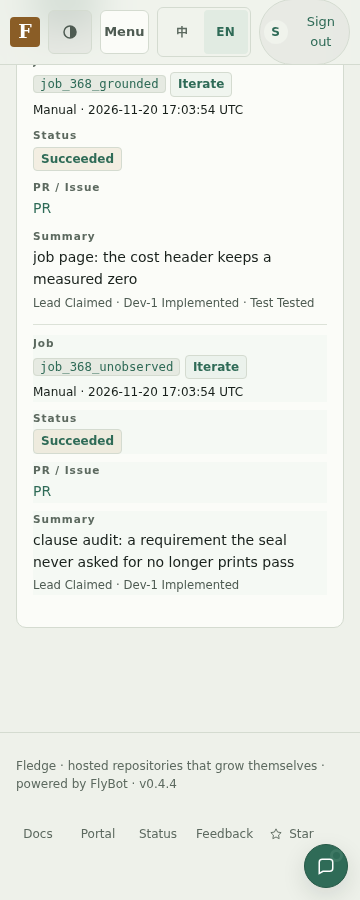 F
Menu
中
EN
S
Sign
out
job_368_grounded
Iterate
Manual · 2026-11-20 17:03:54 UTC
Status
Succeeded
PR / Issue
PR
Summary
job page: the cost header keeps a
measured zero
Lead Claimed · Dev-1 Implemented · Test Tested
Job
job_368_unobserved
Iterate
Manual · 2026-11-20 17:03:54 UTC
Status
Succeeded
PR / Issue
PR
Summary
clause audit: a requirement the seal
never asked for no longer prints pass
Lead Claimed · Dev-1 Implemented
Fledge · hosted repositories that grow themselves ·
powered by FlyBot · v0.4.4
Docs
Portal
Status
Feedback
Star